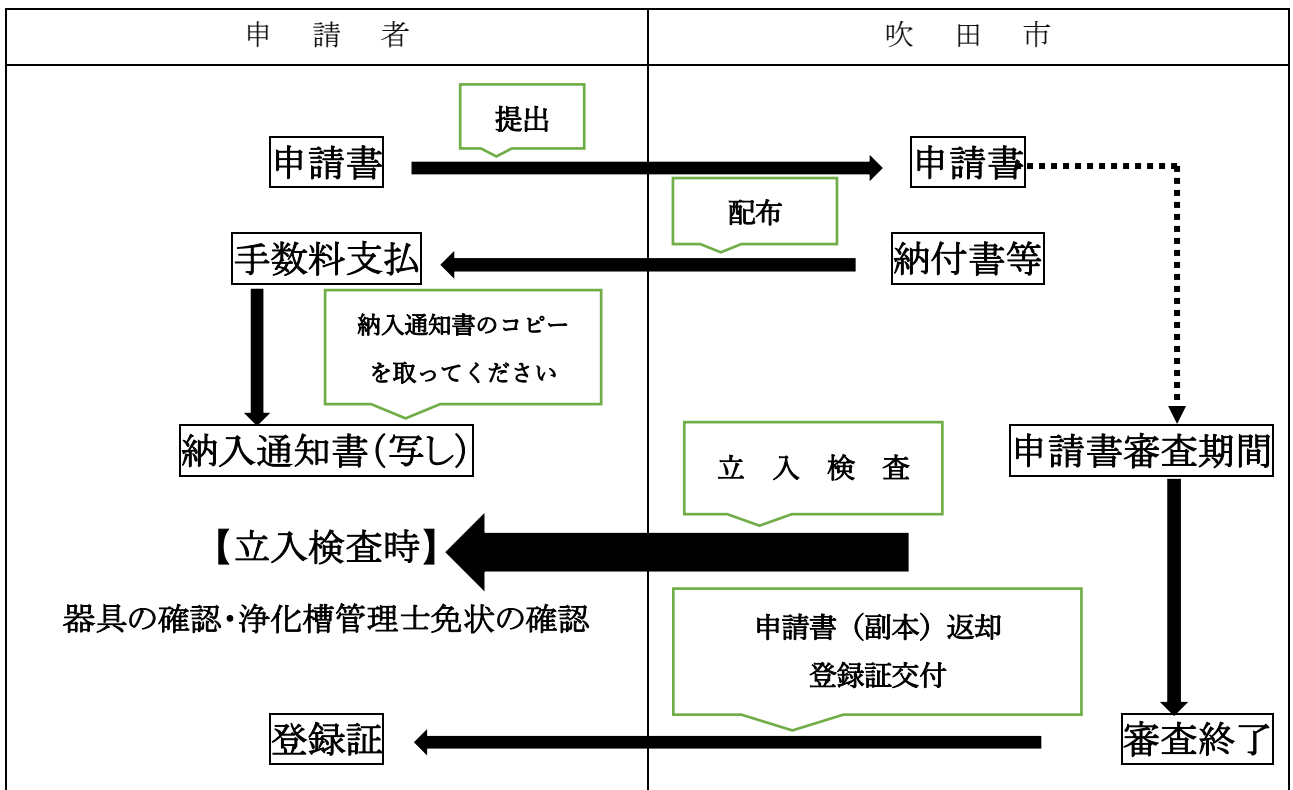 申　請　者
吹　田　市
提出
申請書
申請書
配布
手数料支払
納付書等
納入通知書のコピー
を取ってください
納入通知書（写し）
立　入　検　査
申請書審査期間
【立入検査時】
器具の確認・浄化槽管理士免状の確認
申請書（副本）返却
登録証交付
登録証
審査終了